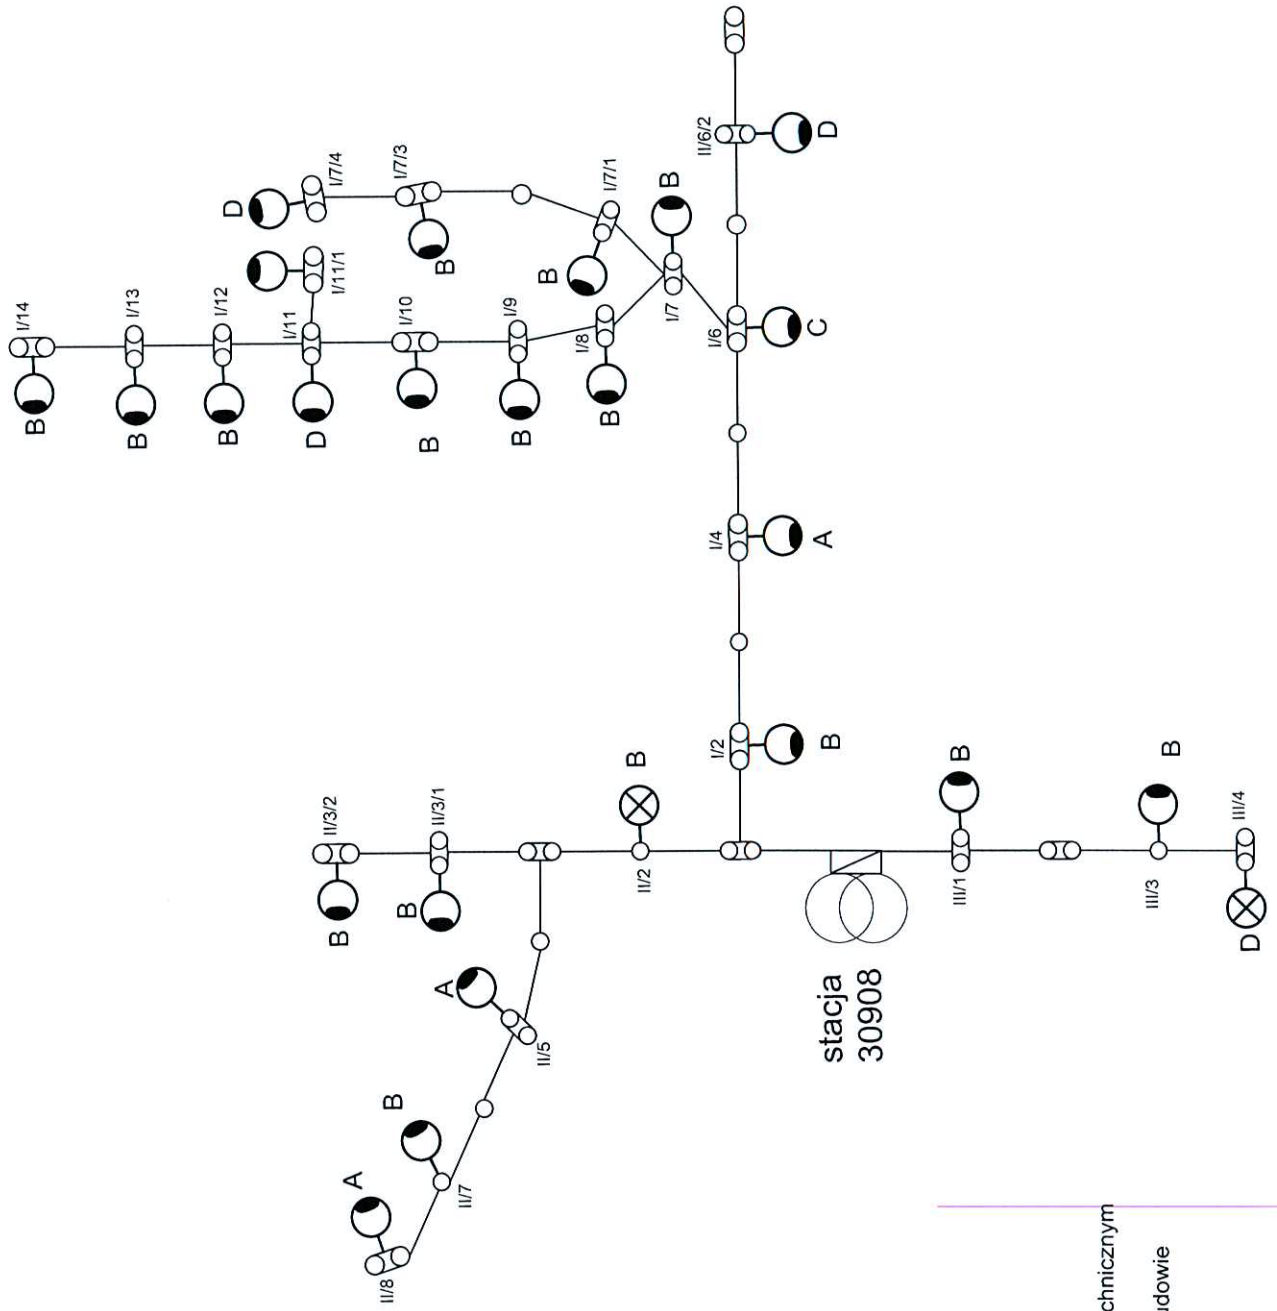 I/14
B
I/13
B
I/12
B
I/11
D
I/11/1
I/10
B
I/9
B
I/8
B
D
I/7/4
I/7/3
B
I/7/1
B
B
I/7
II/6/2
D
I/6
C
I/4
A
I/2
B
II/3/2
B
II/3/1
B
B
II/2
A
II/5
B
II/7
A
II/8
stacja
30908
B
III/1
B
III/3
III/4
D
chnicznym
dowie